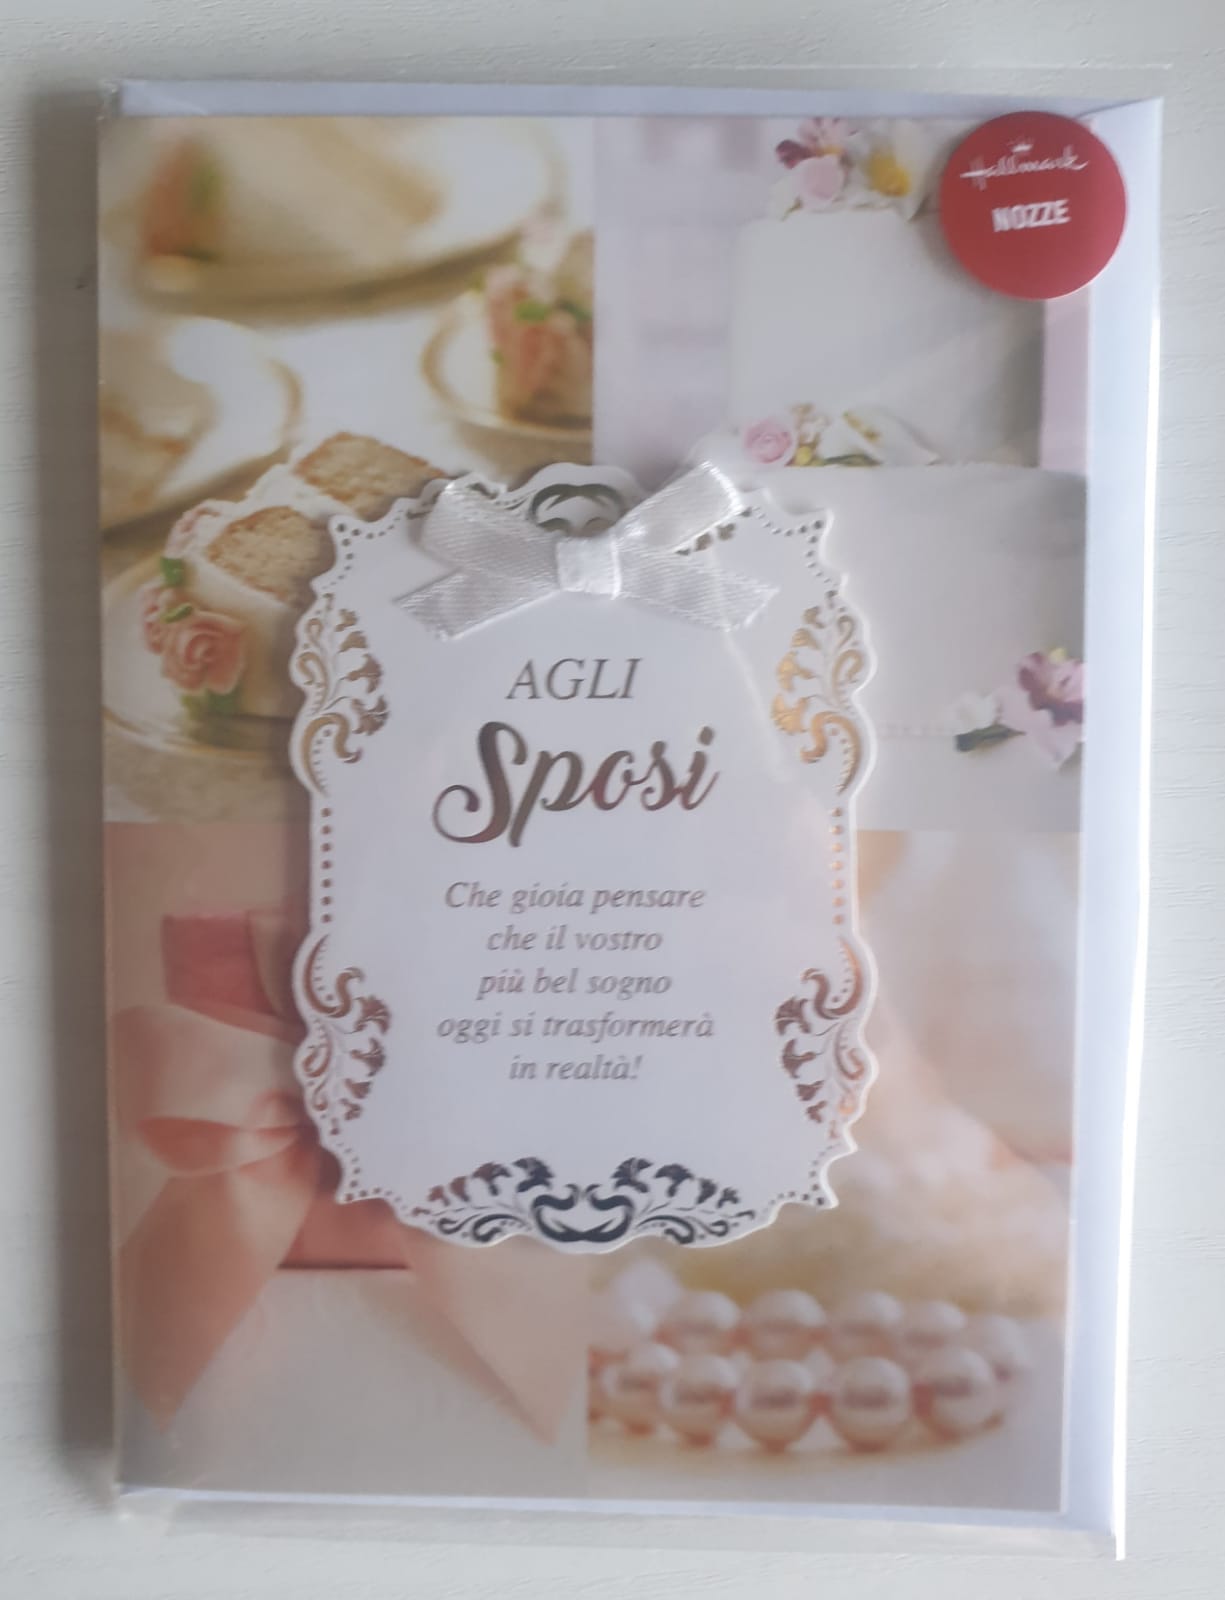 Hallmark
NOZZE
AGLI
Sposi
Che gioia pensare
che il vostro
più bel sogno
oggi si trasformerà
in realtà!